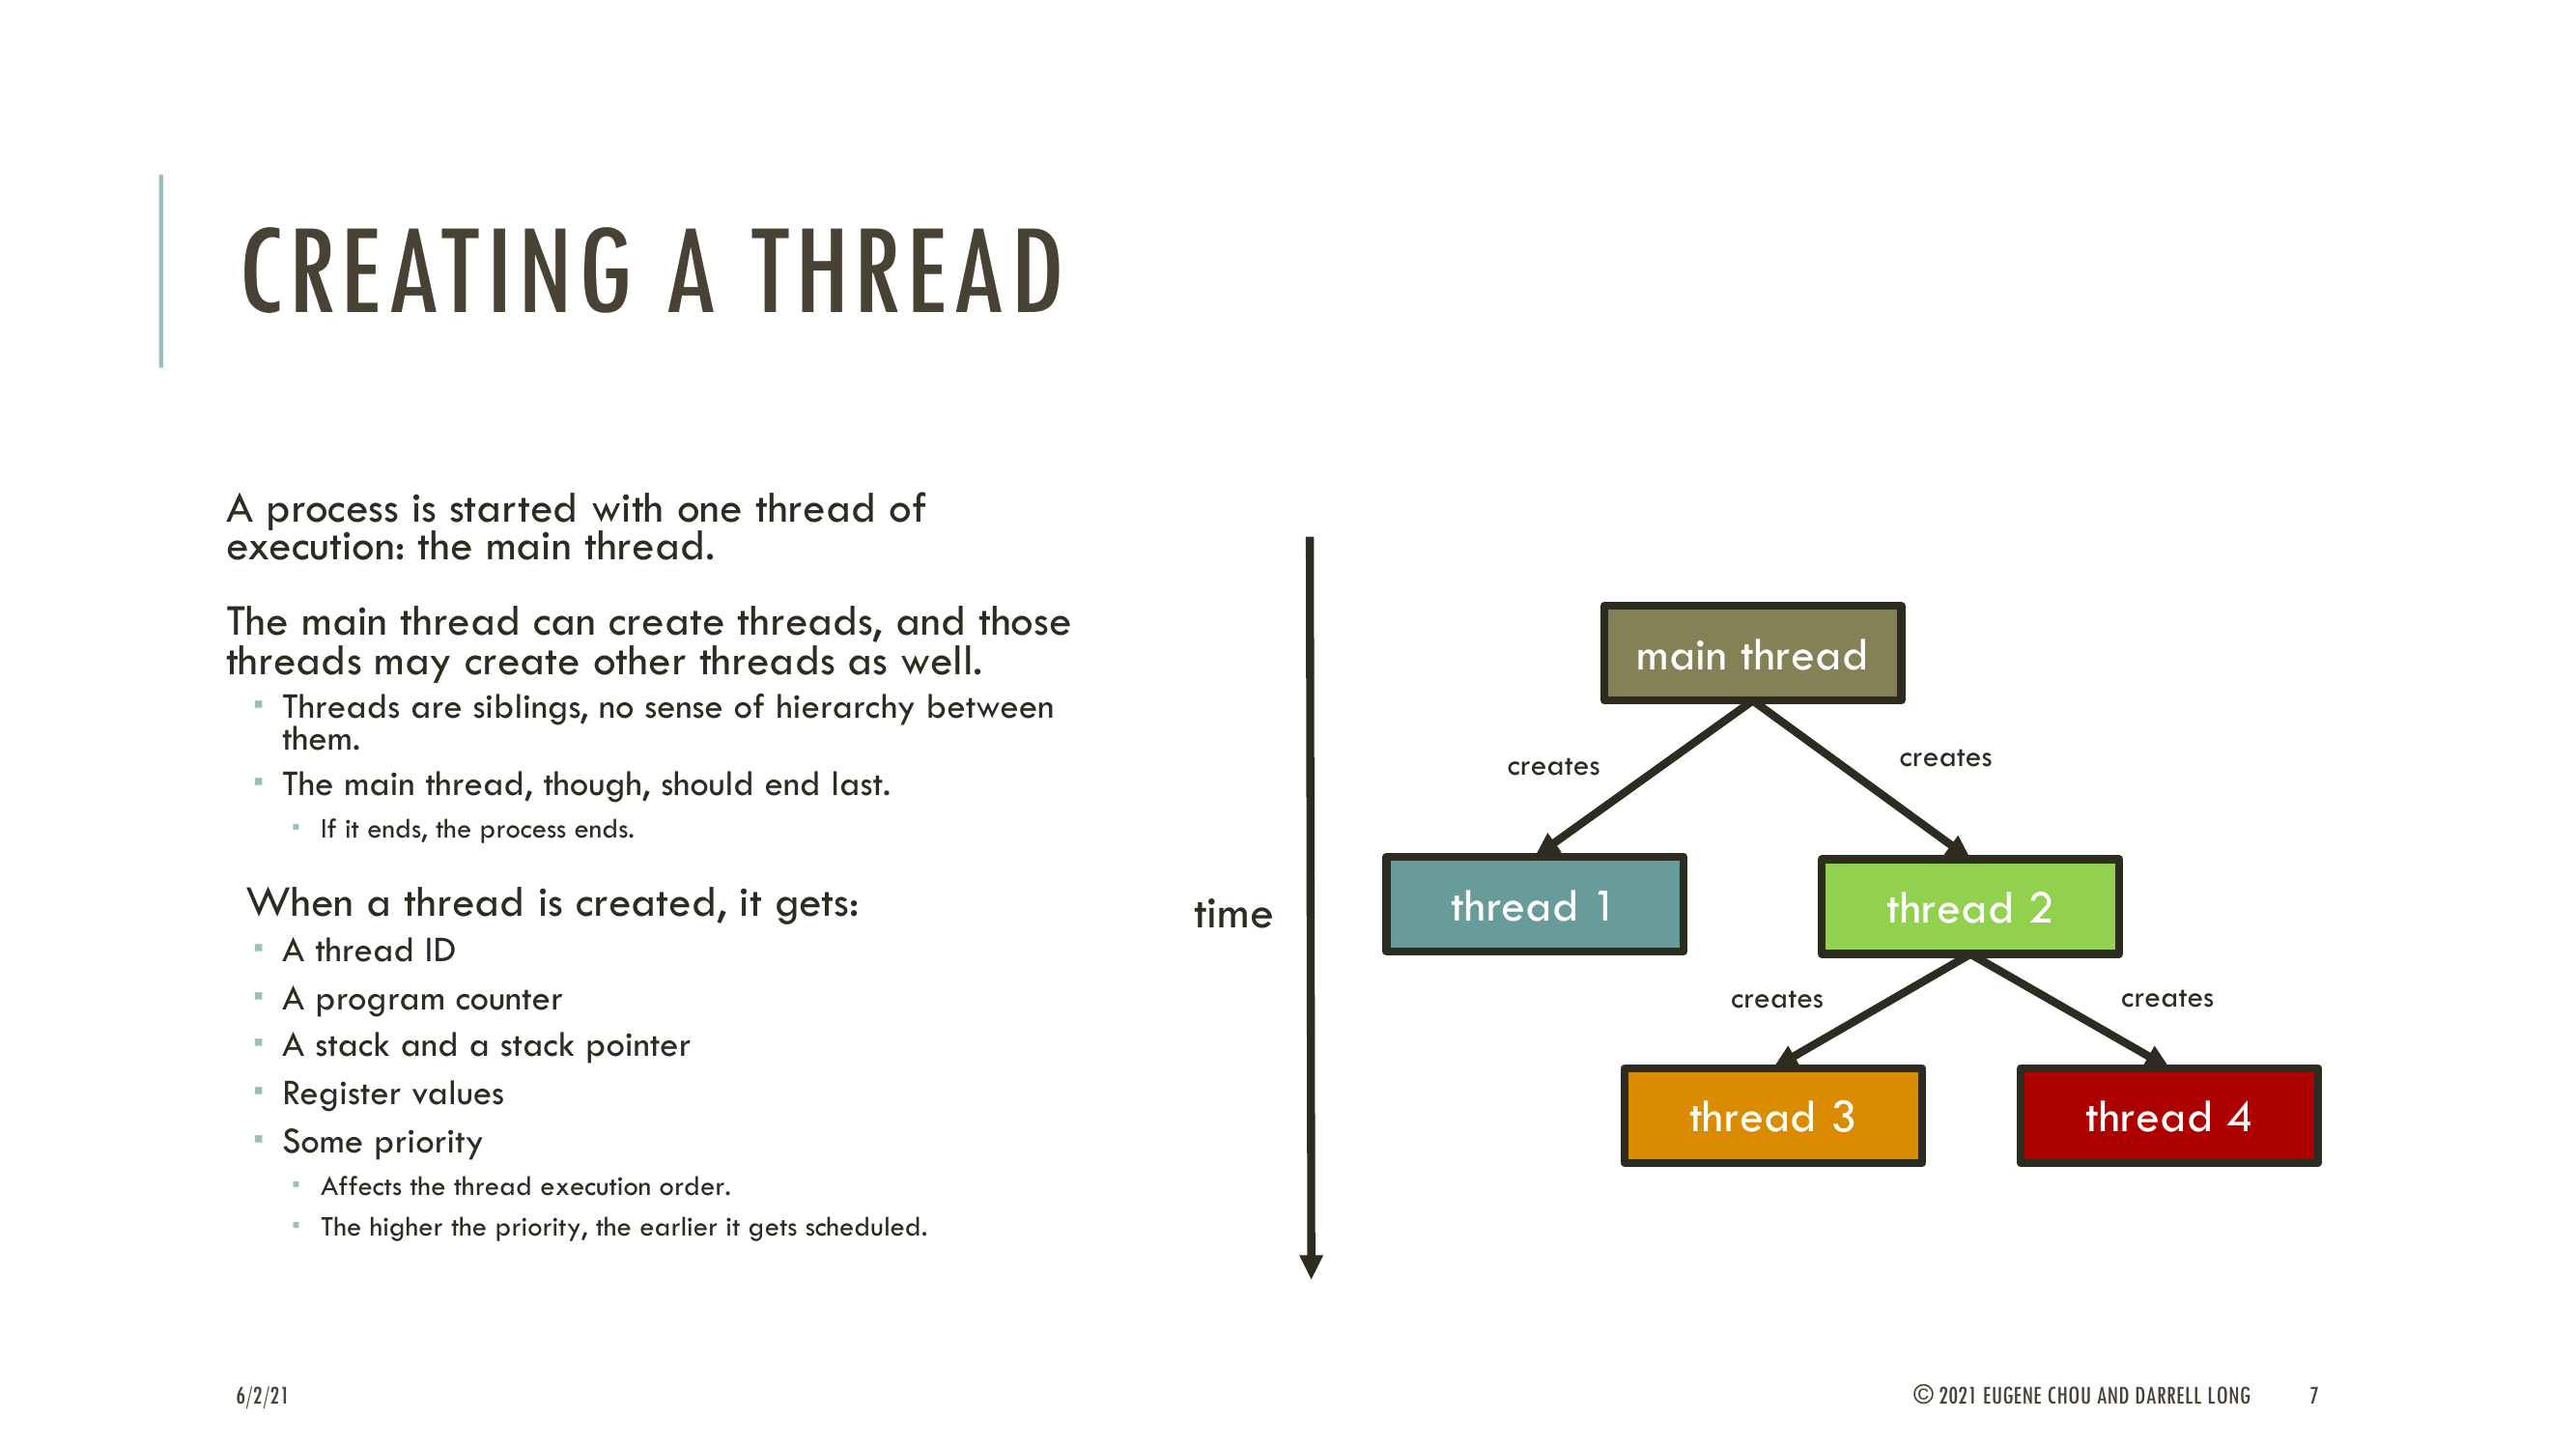 CREATING A THREAD
A process is started with one thread of
execution: the main thread.
The main thread can create threads, and those
threads may create other threads as well.
▪ Threads are siblings, no sense of hierarchy between
them.
▪ The main thread, though, should end last.
▪ If it ends, the process ends.
When a thread is created, it gets:
▪ A thread ID
▪ A program counter
▪ A stack and a stack pointer
▪ Register values
▪ Some priority
▪ Affects the thread execution order.
▪ The higher the priority, the earlier it gets scheduled.
time
main thread
creates
creates
thread 1
thread 2
creates
creates
thread 3
thread 4
6/2/21
© 2021 EUGENE CHOU AND DARRELL LONG
7